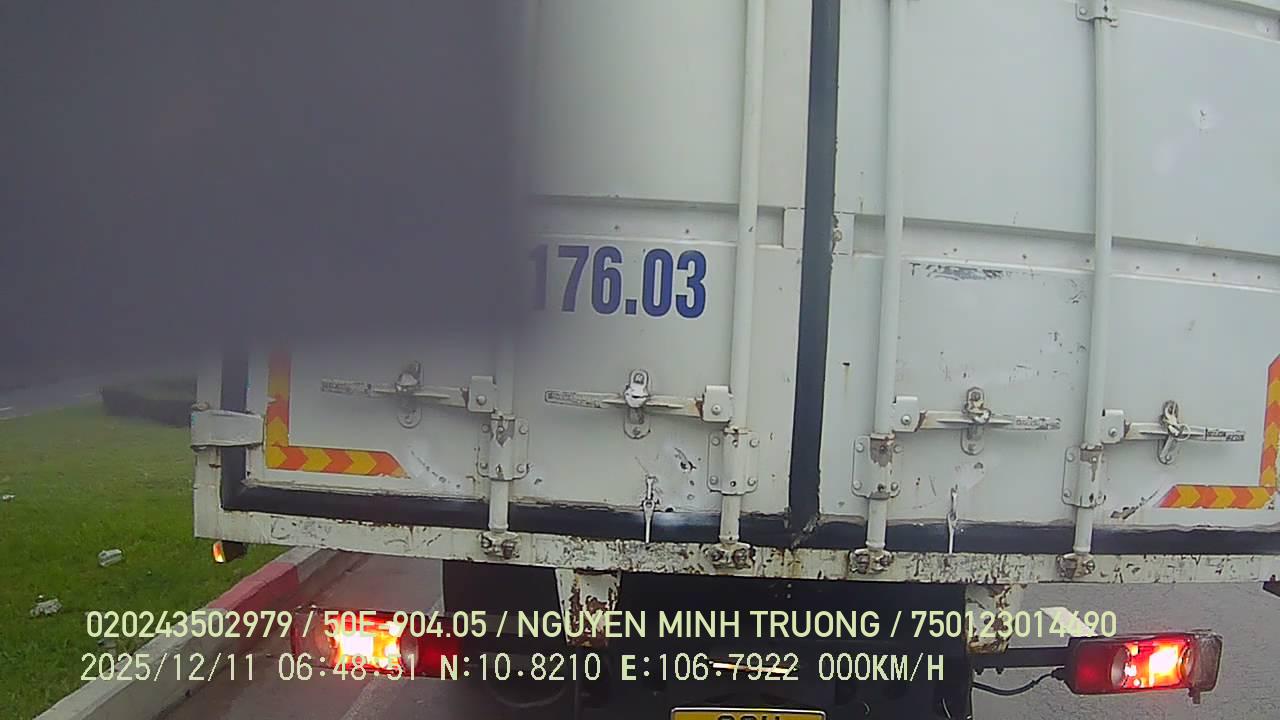 176.03
020243502979 / 50E-904.05 / NGUYEN MINH TRUONG / 750123014490
2025/12/11 06:48:51 N:10.8210 E:106.7922 000KM/H